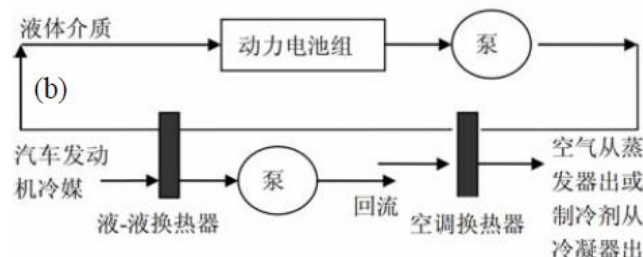 液体介质
动力电池组
泵
(b)
汽车发动
机冷媒
泵
回流
液-液换热器
空调换热器
空气从蒸
发器出或
制冷剂从
冷凝器出